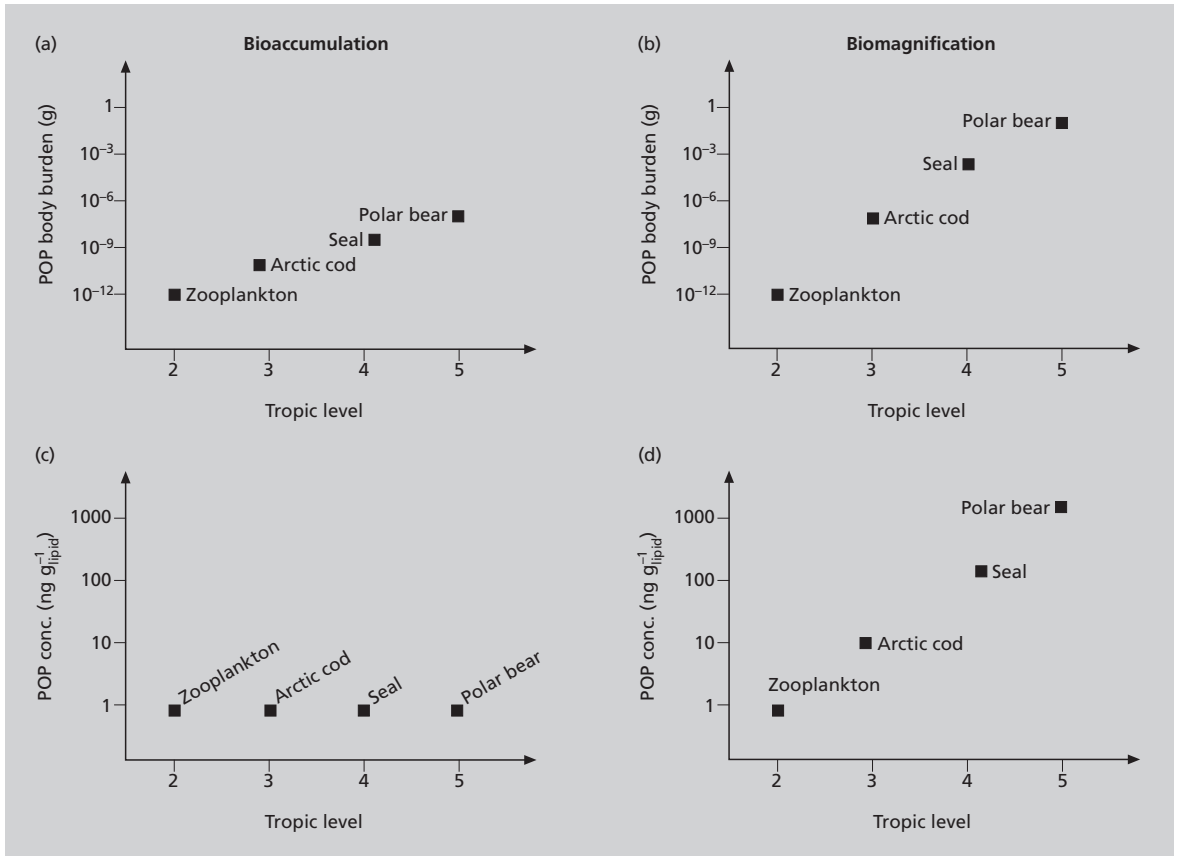 (a)
Bioaccumulation
POP body burden (g)
1
10⁻³
10⁻⁶
10⁻⁹
10⁻¹²
Polar bear
Seal
Arctic cod
Zooplankton
2 3 4 5
Tropic level
(b)
Biomagnification
POP body burden (g)
1
10⁻³
10⁻⁶
10⁻⁹
10⁻¹²
Polar bear
Seal
Arctic cod
Zooplankton
2 3 4 5
Tropic level
(c)
POP conc. (ng g⁻¹ lipid)
1000
100
10
1
Zooplankton
Arctic cod
Seal
Polar bear
2 3 4 5
Tropic level
(d)
POP conc. (ng g⁻¹ lipid)
1000
100
10
1
Polar bear
Seal
Arctic cod
Zooplankton
2 3 4 5
Tropic level